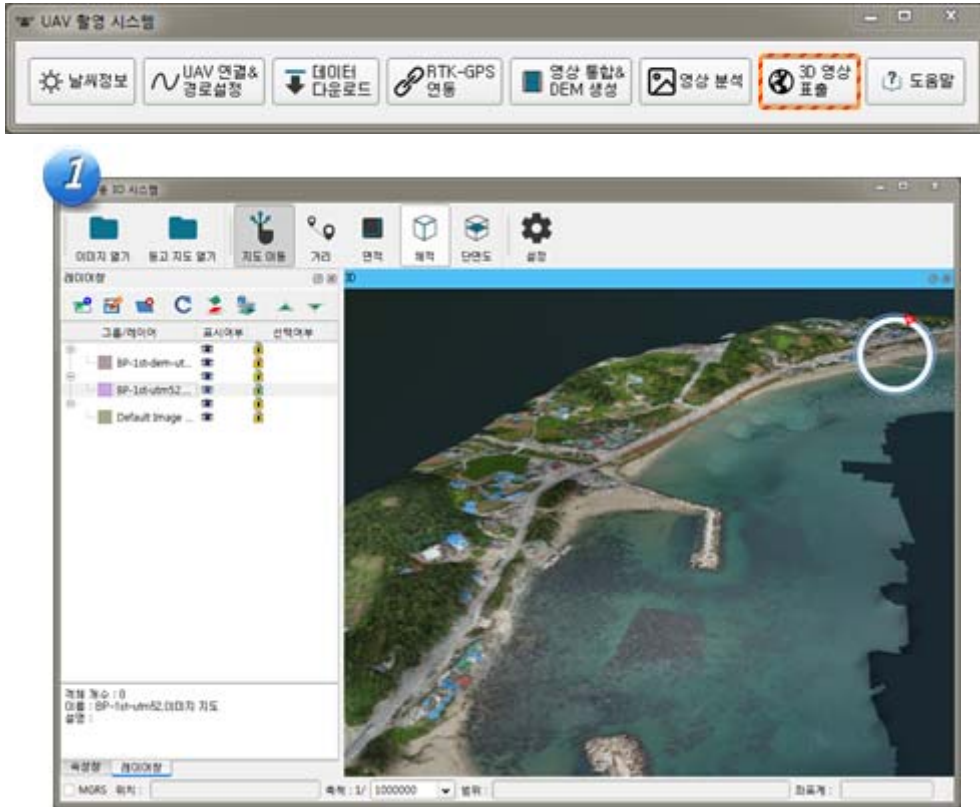 UAV 촬영 시스템
날씨정보
UAV 연결&
경로설정
데이터
다운로드
RTK-GPS
연동
영상 통합&
DEM 생성
영상 분석
3D 영상
표출
도움말
1
3D 시스템
이미지 열기
등고 지도 열기
지도 이동
거리
면적
체적
단면도
설정
레이어창
3D
그룹/레이어
표시여부
선택여부
BP-1st-dem-ut...
BP-1st-utm52...
Default Image ...
객체 개수 : 0
이름 : BP-1st-utm52,이미지 지도
설명 :
속성창
레이어창
MGRS
위치 :
축척 : 1/
1000000
범위 :
좌표계 :